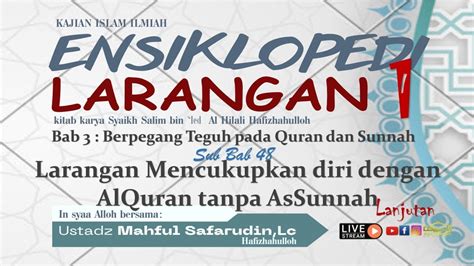 KAJIAN ISLAM ILMIAH
ENSIKLOPEDI
LARANGAN 1
kitab karya Syaikh Salim bin 'Ied Al Hilali Hafizhahulloh
Bab 3 : Berpegang Teguh pada Quran dan Sunnah
Sub Bab 48
Larangan Mencukupkan diri dengan
AlQuran tanpa AsSunnah
Lanjutan
In syaa Alloh bersama:
Ustadz Mahful Safarudin,Lc
Hafizhahulloh
LIVE
STREAM